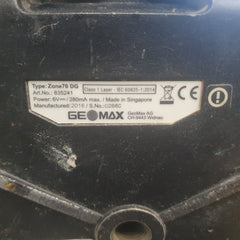 Type: Zone75 DG
Art.No.: 835241
Power: 6V⎓ / 280mA max. / Made in Singapore
Manufactured: 2016 / S.No.: 02660
Class 1 Laser - IEC 60825-1:2014
GEOMAX
GeoMax AG
CH-9443 Widnau